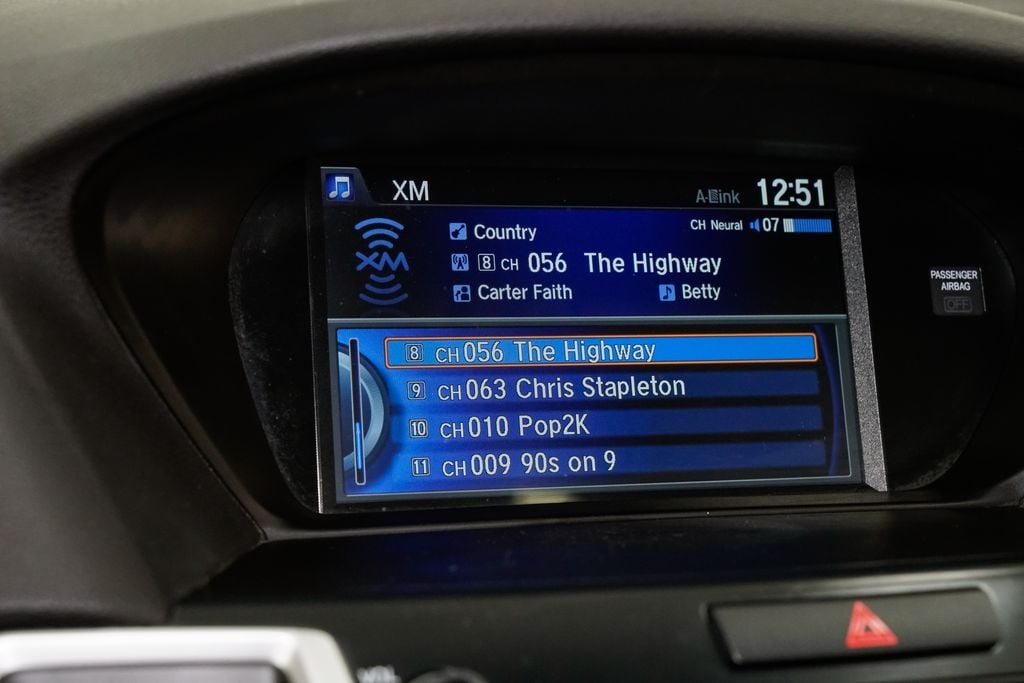 XM
A-Link 12:51
CH Neural 07
XM
Country
8 CH 056 The Highway
Carter Faith Betty
8 CH 056 The Highway
9 CH 063 Chris Stapleton
10 CH 010 Pop2K
11 CH 009 90s on 9
PASSENGER
AIRBAG
OFF
VOL